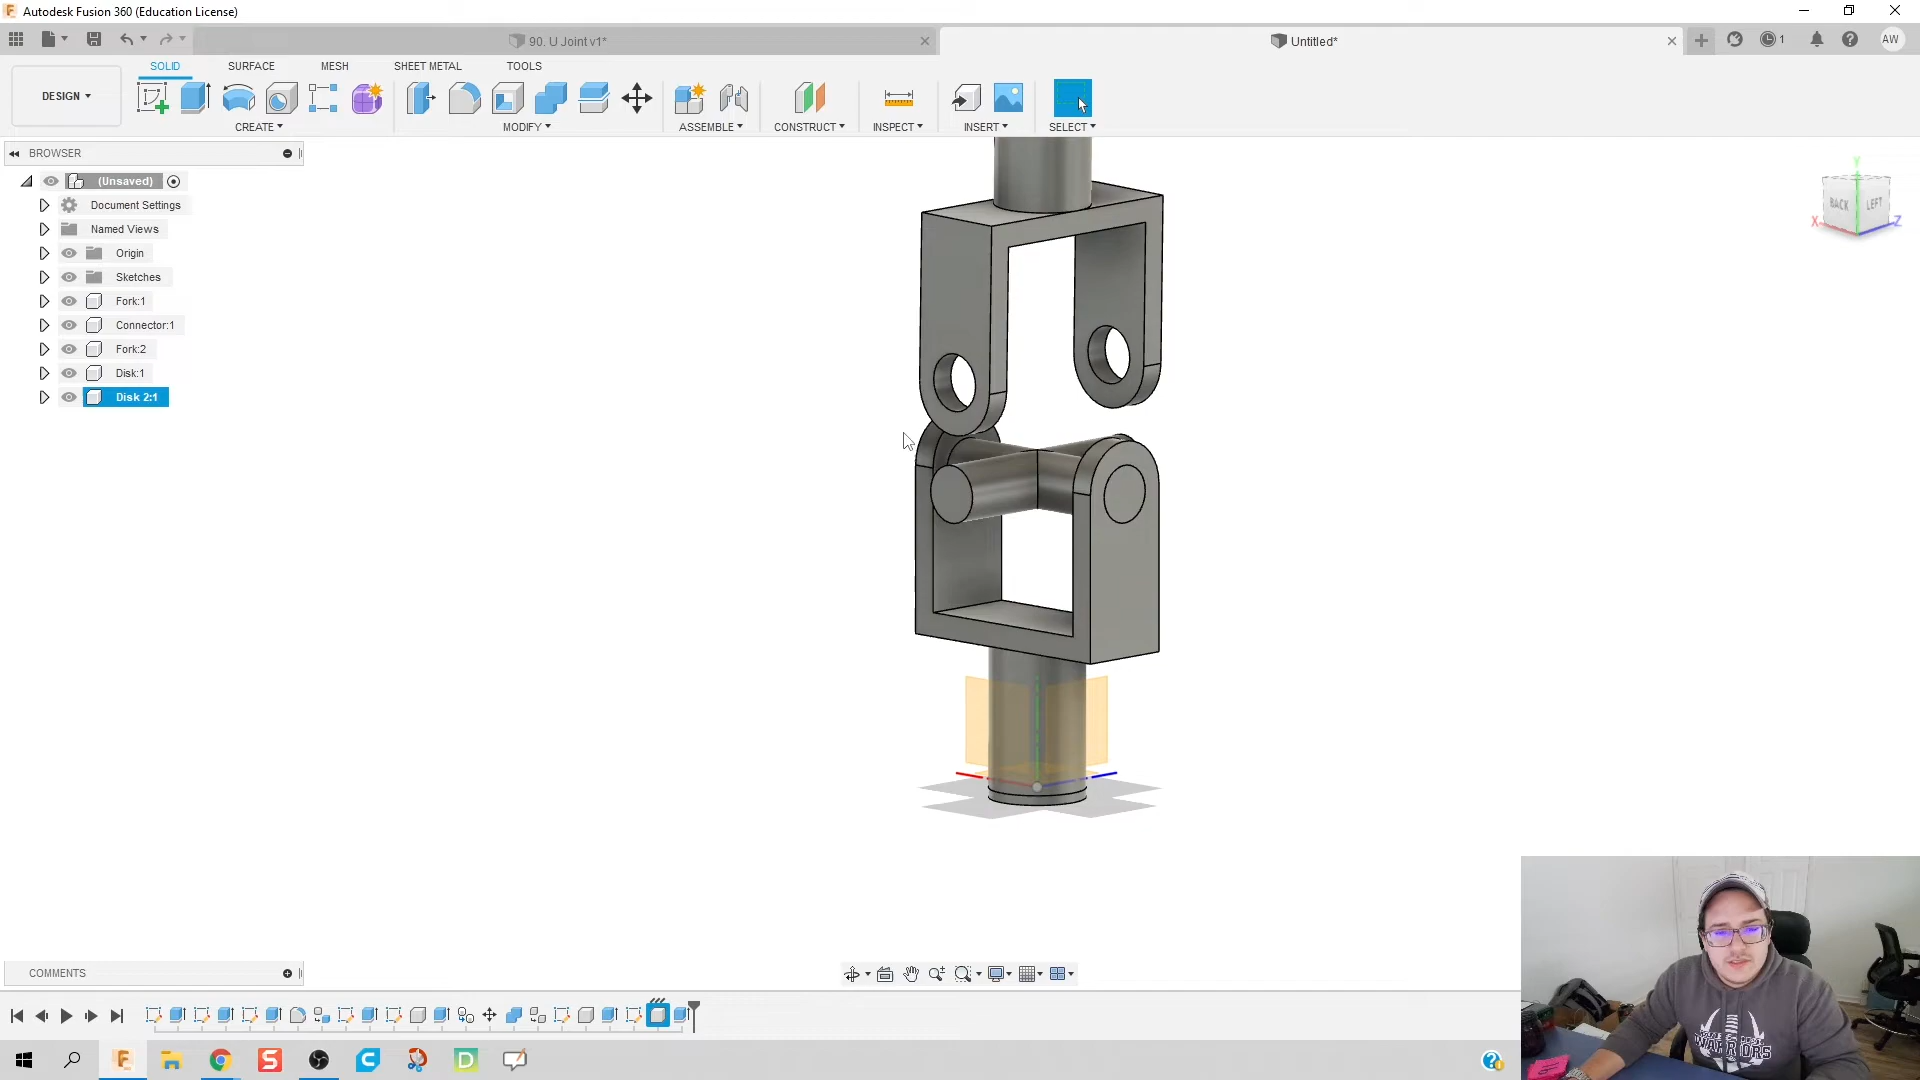 Autodesk Fusion 360 (Education License)
90. U Joint v1*
Untitled*
1
AW
DESIGN
SOLID
SURFACE
MESH
SHEET METAL
TOOLS
CREATE
MODIFY
ASSEMBLE
CONSTRUCT
INSPECT
INSERT
SELECT
BROWSER
(Unsaved)
Document Settings
Named Views
Origin
Sketches
Fork:1
Connector:1
Fork:2
Disk:1
Disk 2:1
Y
BACK
LEFT
X
Z
COMMENTS
WARRIORS